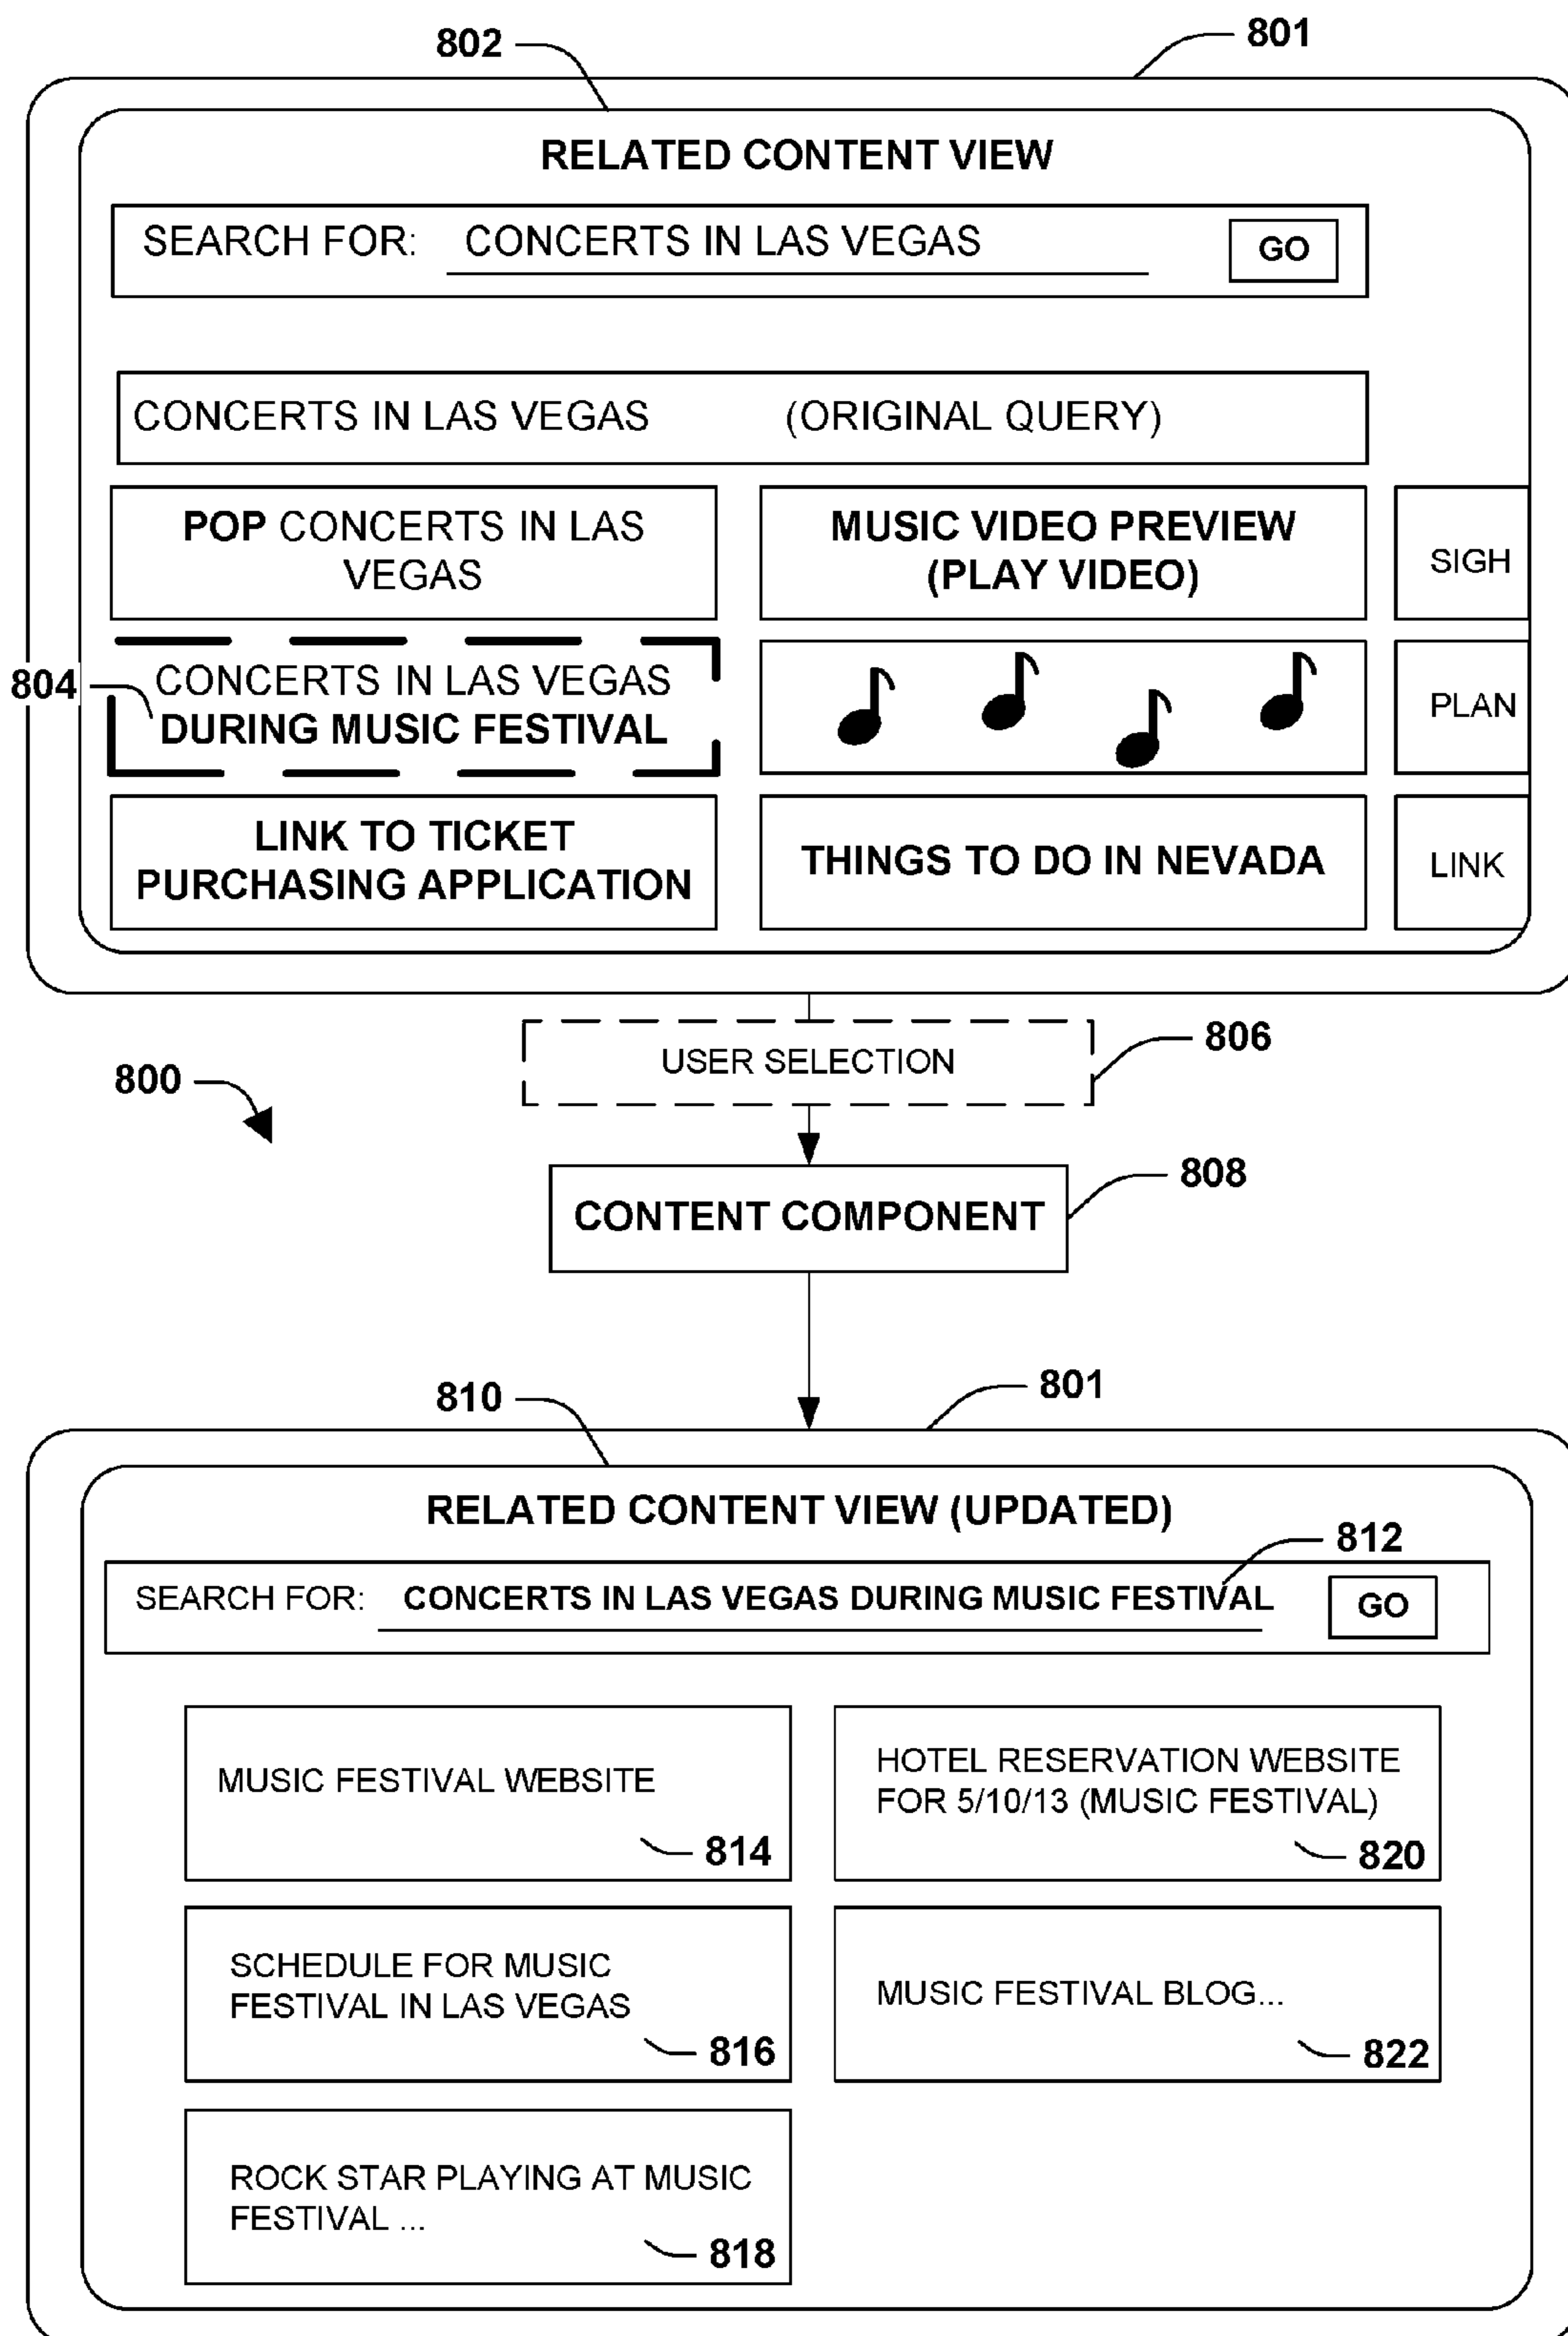 802
801
RELATED CONTENT VIEW
SEARCH FOR: CONCERTS IN LAS VEGAS GO
CONCERTS IN LAS VEGAS (ORIGINAL QUERY)
POP CONCERTS IN LAS
VEGAS
MUSIC VIDEO PREVIEW
(PLAY VIDEO)
SIGH
804
CONCERTS IN LAS VEGAS
DURING MUSIC FESTIVAL
PLAN
LINK TO TICKET
PURCHASING APPLICATION
THINGS TO DO IN NEVADA
LINK
USER SELECTION
806
800
CONTENT COMPONENT
808
810
801
RELATED CONTENT VIEW (UPDATED)
812
SEARCH FOR: CONCERTS IN LAS VEGAS DURING MUSIC FESTIVAL GO
MUSIC FESTIVAL WEBSITE
814
HOTEL RESERVATION WEBSITE
FOR 5/10/13 (MUSIC FESTIVAL)
820
SCHEDULE FOR MUSIC
FESTIVAL IN LAS VEGAS
816
MUSIC FESTIVAL BLOG...
822
ROCK STAR PLAYING AT MUSIC
FESTIVAL ...
818